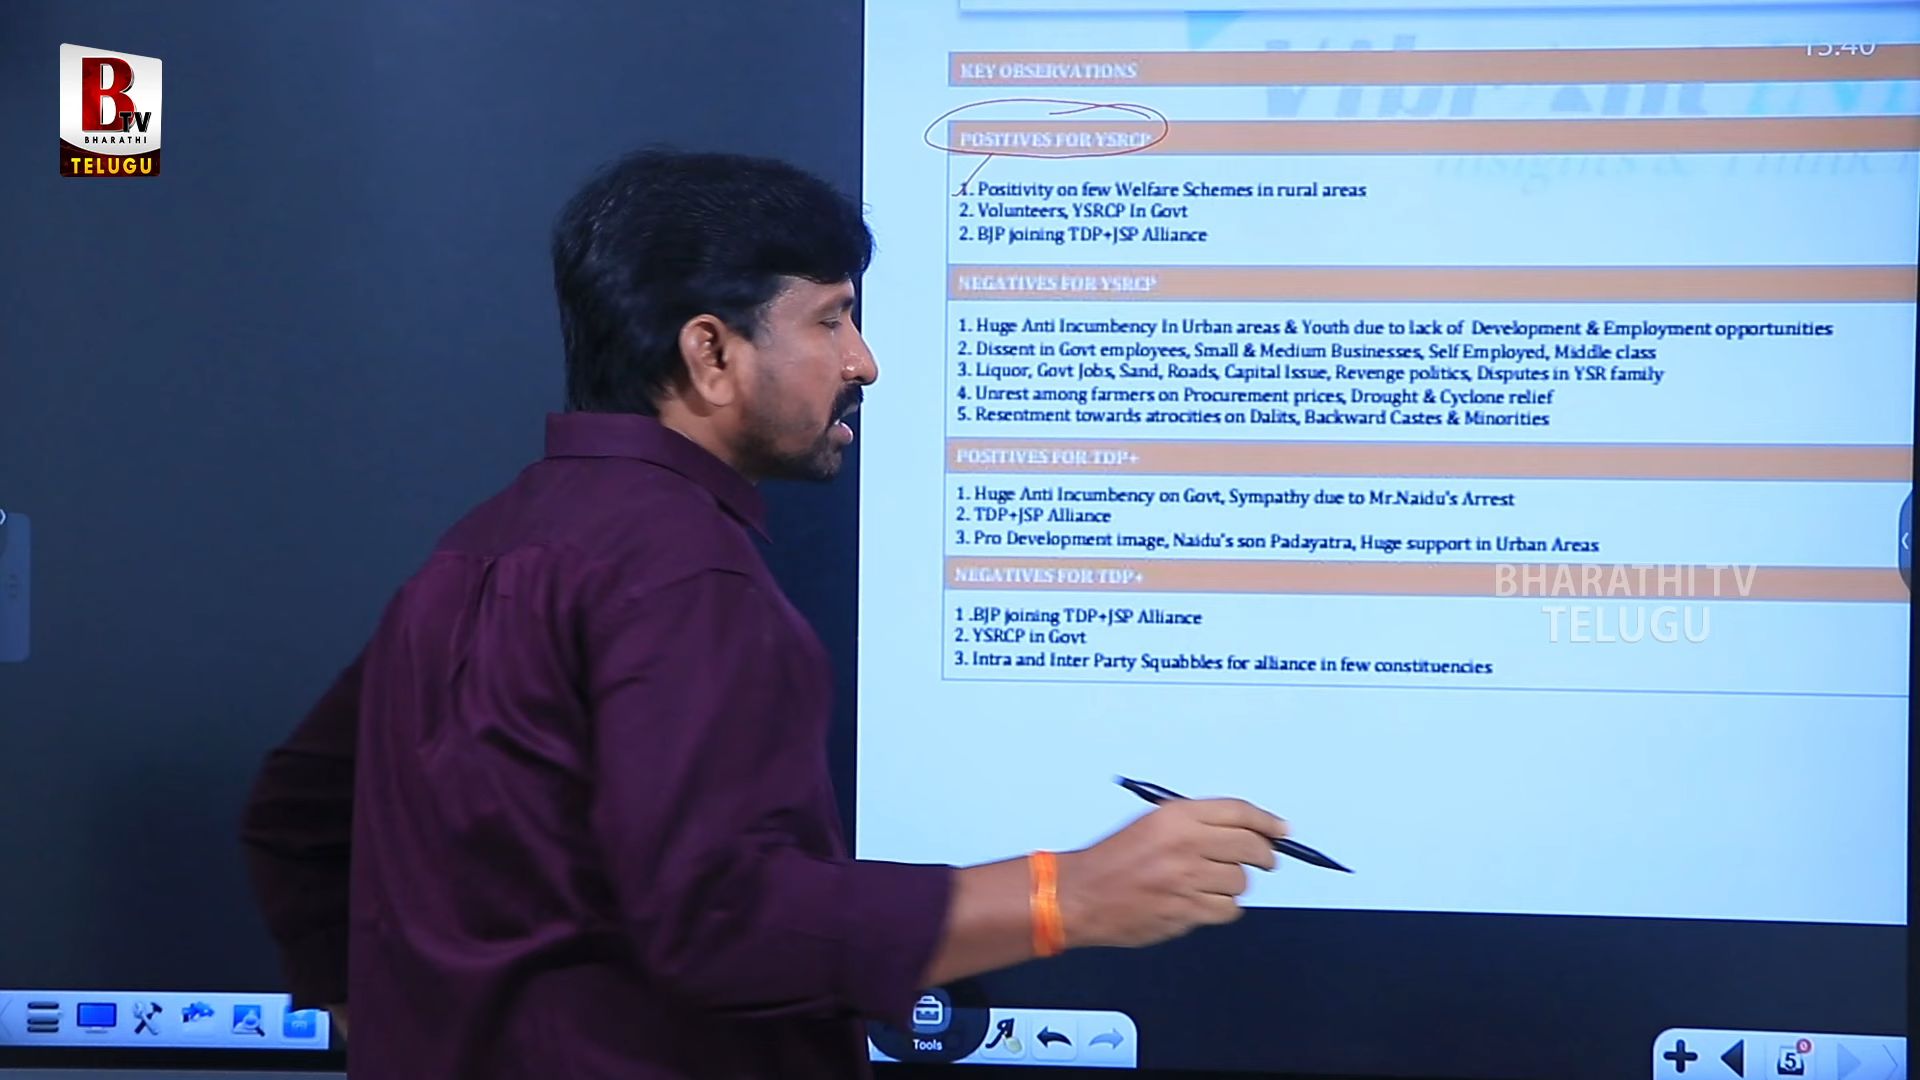 B TV
BHARATHI
TELUGU
15:40
KEY OBSERVATIONS
POSITIVES FOR YSRCP
1. Positivity on few Welfare Schemes in rural areas
2. Volunteers, YSRCP In Govt
2. BJP joining TDP+JSP Alliance
NEGATIVES FOR YSRCP
1. Huge Anti Incumbency In Urban areas & Youth due to lack of Development & Employment opportunities
2. Dissent in Govt employees, Small & Medium Businesses, Self Employed, Middle class
3. Liquor, Govt Jobs, Sand, Roads, Capital Issue, Revenge politics, Disputes in YSR family
4. Unrest among farmers on Procurement prices, Drought & Cyclone relief
5. Resentment towards atrocities on Dalits, Backward Castes & Minorities
POSITIVES FOR TDP+
1. Huge Anti Incumbency on Govt, Sympathy due to Mr.Naidu's Arrest
2. TDP+JSP Alliance
3. Pro Development image, Naidu's son Padayatra, Huge support in Urban Areas
NEGATIVES FOR TDP+
1 .BJP joining TDP+JSP Alliance
2. YSRCP in Govt
3. Intra and Inter Party Squabbles for alliance in few constituencies
BHARATHI TV
TELUGU
Tools
5